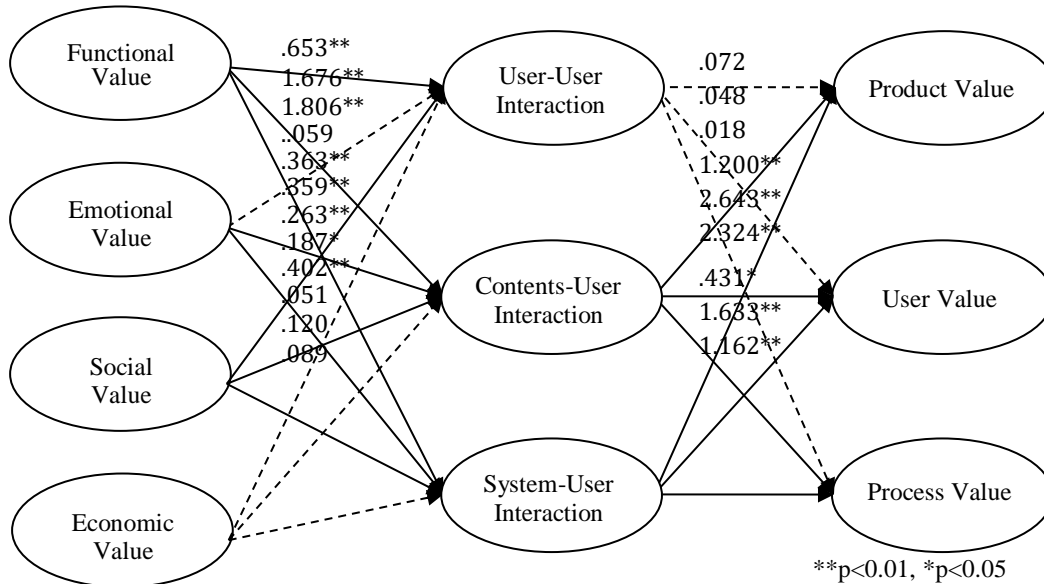 Functional
Value
Emotional
Value
Social
Value
Economic
Value
.653**
1.676**
1.806**
.059
.363**
.359**
.263**
.187*
.402**
.051
.120
.089
User-User
Interaction
Contents-User
Interaction
System-User
Interaction
.072
.048
.018
1.200**
2.643**
2.324**
.431*
1.633**
1.162**
Product Value
User Value
Process Value
**p<0.01, *p<0.05